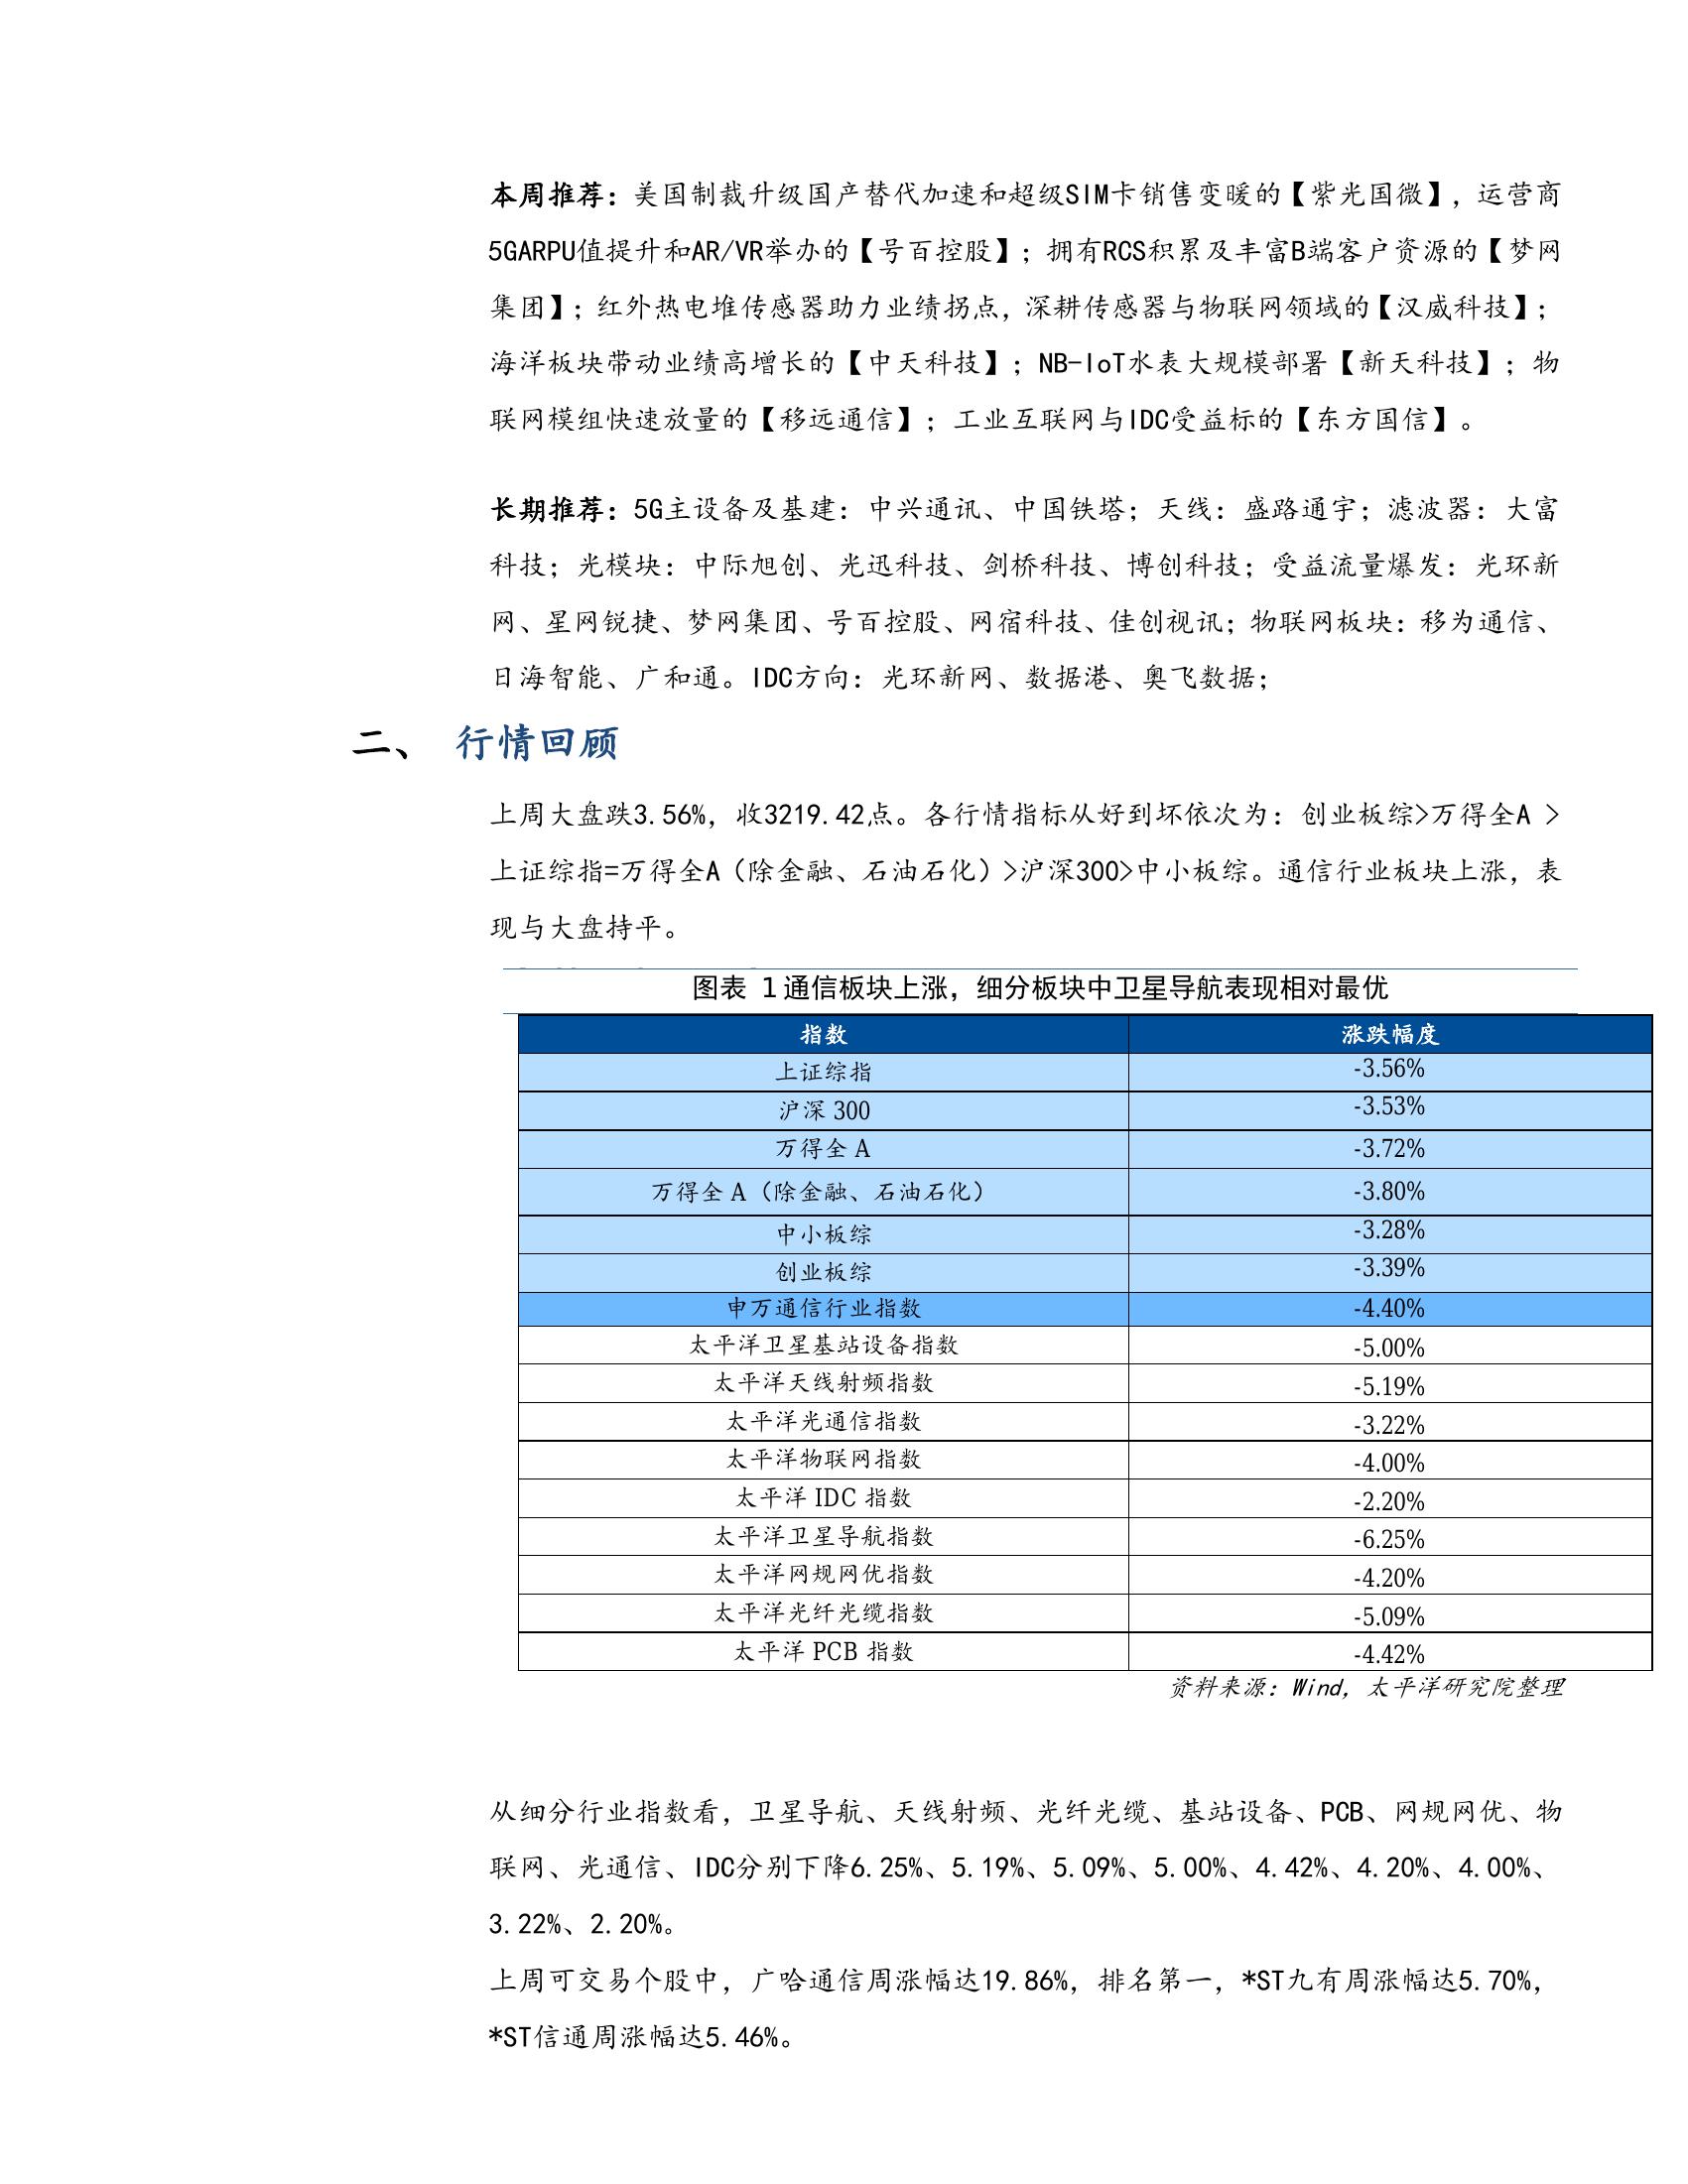 本周推荐：美国制裁升级国产替代加速和超级SIM卡销售变暖的【紫光国微】，运营商
5GARPU值提升和AR/VR举办的【号百控股】；拥有RCS积累及丰富B端客户资源的【梦网
集团】；红外热电堆传感器助力业绩拐点，深耕传感器与物联网领域的【汉威科技】；
海洋板块带动业绩高增长的【中天科技】；NB-IoT水表大规模部署【新天科技】；物
联网模组快速放量的【移远通信】；工业互联网与IDC受益标的【东方国信】。
长期推荐：5G主设备及基建：中兴通讯、中国铁塔；天线：盛路通宇；滤波器：大富
科技；光模块：中际旭创、光迅科技、剑桥科技、博创科技；受益流量爆发：光环新
网、星网锐捷、梦网集团、号百控股、网宿科技、佳创视讯；物联网板块：移为通信、
日海智能、广和通。IDC方向：光环新网、数据港、奥飞数据；
二、 行情回顾
上周大盘跌3.56%，收3219.42点。各行情指标从好到坏依次为：创业板综>万得全A >
上证综指=万得全A（除金融、石油石化）>沪深300>中小板综。通信行业板块上涨，表
现与大盘持平。
图表 1通信板块上涨，细分板块中卫星导航表现相对最优
指数 涨跌幅度
上证综指 -3.56%
沪深 300 -3.53%
万得全 A -3.72%
万得全 A（除金融、石油石化） -3.80%
中小板综 -3.28%
创业板综 -3.39%
申万通信行业指数 -4.40%
太平洋卫星基站设备指数 -5.00%
太平洋天线射频指数 -5.19%
太平洋光通信指数 -3.22%
太平洋物联网指数 -4.00%
太平洋 IDC 指数 -2.20%
太平洋卫星导航指数 -6.25%
太平洋网规网优指数 -4.20%
太平洋光纤光缆指数 -5.09%
太平洋 PCB 指数 -4.42%
资料来源：Wind，太平洋研究院整理
从细分行业指数看，卫星导航、天线射频、光纤光缆、基站设备、PCB、网规网优、物
联网、光通信、IDC分别下降6.25%、5.19%、5.09%、5.00%、4.42%、4.20%、4.00%、
3.22%、2.20%。
上周可交易个股中，广哈通信周涨幅达19.86%，排名第一，*ST九有周涨幅达5.70%，
*ST信通周涨幅达5.46%。